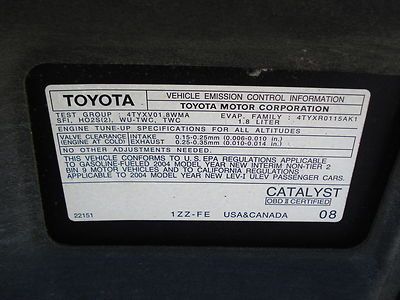 TOYOTA
VEHICLE EMISSION CONTROL INFORMATION
TOYOTA MOTOR CORPORATION
TEST GROUP : 4TYXV01.8WMA EVAP. FAMILY : 4TYXR0115AK1
SFI, HO2S(2), WU-TWC, TWC 1.8 LITER
ENGINE TUNE-UP SPECIFICATIONS FOR ALL ALTITUDES
VALVE CLEARANCE INTAKE 0.15-0.25mm (0.006-0.010 in.)
(ENGINE AT COLD) EXHAUST 0.25-0.35mm (0.010-0.014 in.)
NO OTHER ADJUSTMENTS NEEDED.
THIS VEHICLE CONFORMS TO U.S.EPA REGULATIONS APPLICABLE
TO GASOLINE-FUELED 2004 MODEL YEAR NEW INTERIM NON-TIER 2
BIN 9 MOTOR VEHICLES AND TO CALIFORNIA REGULATIONS
APPLICABLE TO 2004 MODEL YEAR NEW LEV-I ULEV PASSENGER CARS.
CATALYST
OBD II CERTIFIED
22151 1ZZ-FE USA&CANADA 08